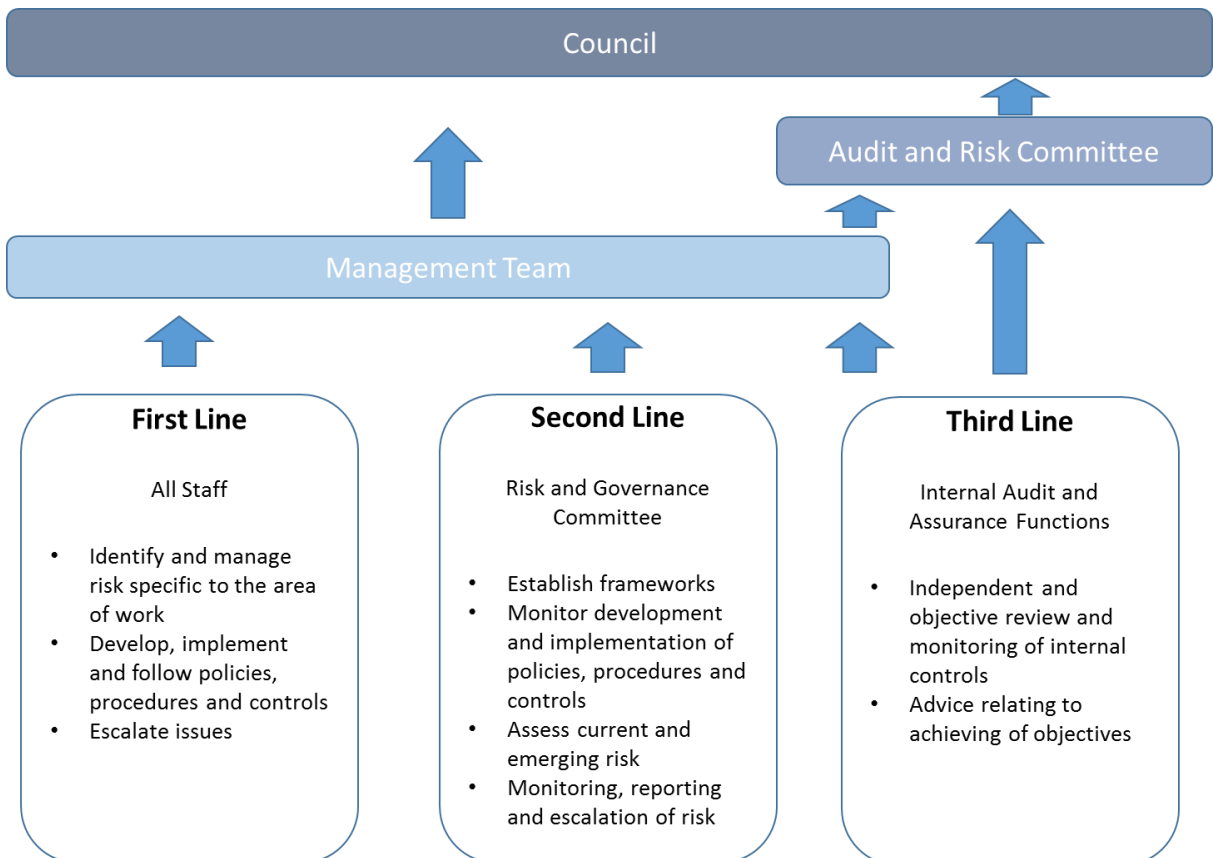 Council
Audit and Risk Committee
Management Team
First Line
All Staff
• Identify and manage
risk specific to the area
of work
• Develop, implement
and follow policies,
procedures and controls
• Escalate issues
Second Line
Risk and Governance
Committee
• Establish frameworks
• Monitor development
and implementation of
policies, procedures and
controls
• Assess current and
emerging risk
• Monitoring, reporting
and escalation of risk
Third Line
Internal Audit and
Assurance Functions
• Independent and
objective review and
monitoring of internal
controls
• Advice relating to
achieving of objectives